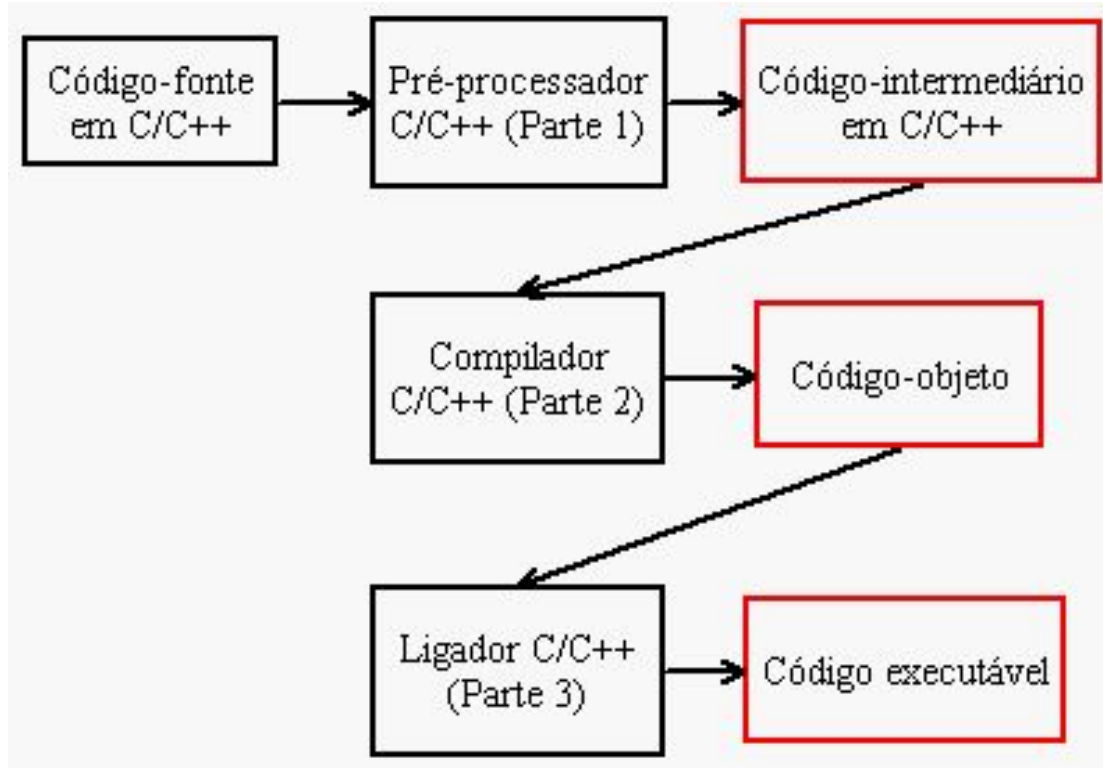 Código-fonte
em C/C++
Pré-processador
C/C++ (Parte 1)
Código-intermediário
em C/C++
Compilador
C/C++ (Parte 2)
Código-objeto
Ligador C/C++
(Parte 3)
Código executável